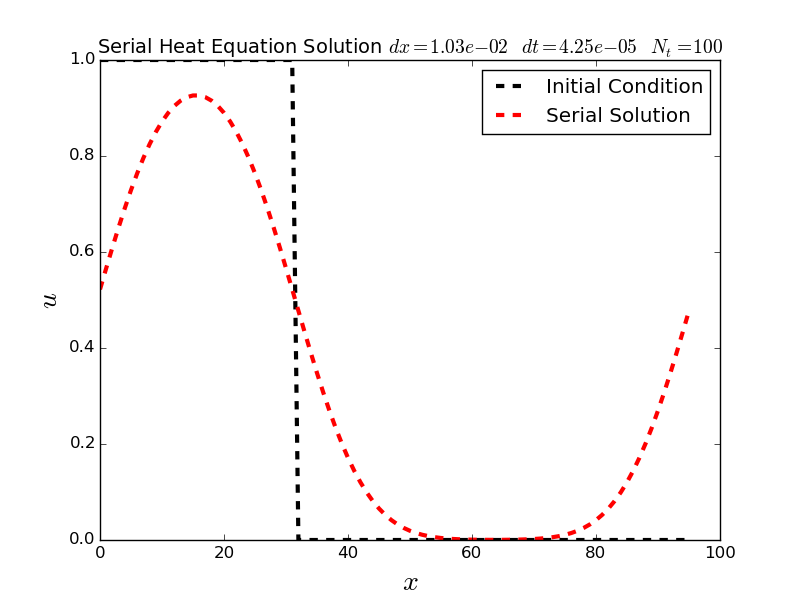 Serial Heat Equation Solution dx=1.03e−02 dt=4.25e−05 N_t=100
1.0
Initial Condition
Serial Solution
0.8
0.6
u
0.4
0.2
0.0
0 20 40 60 80 100
x